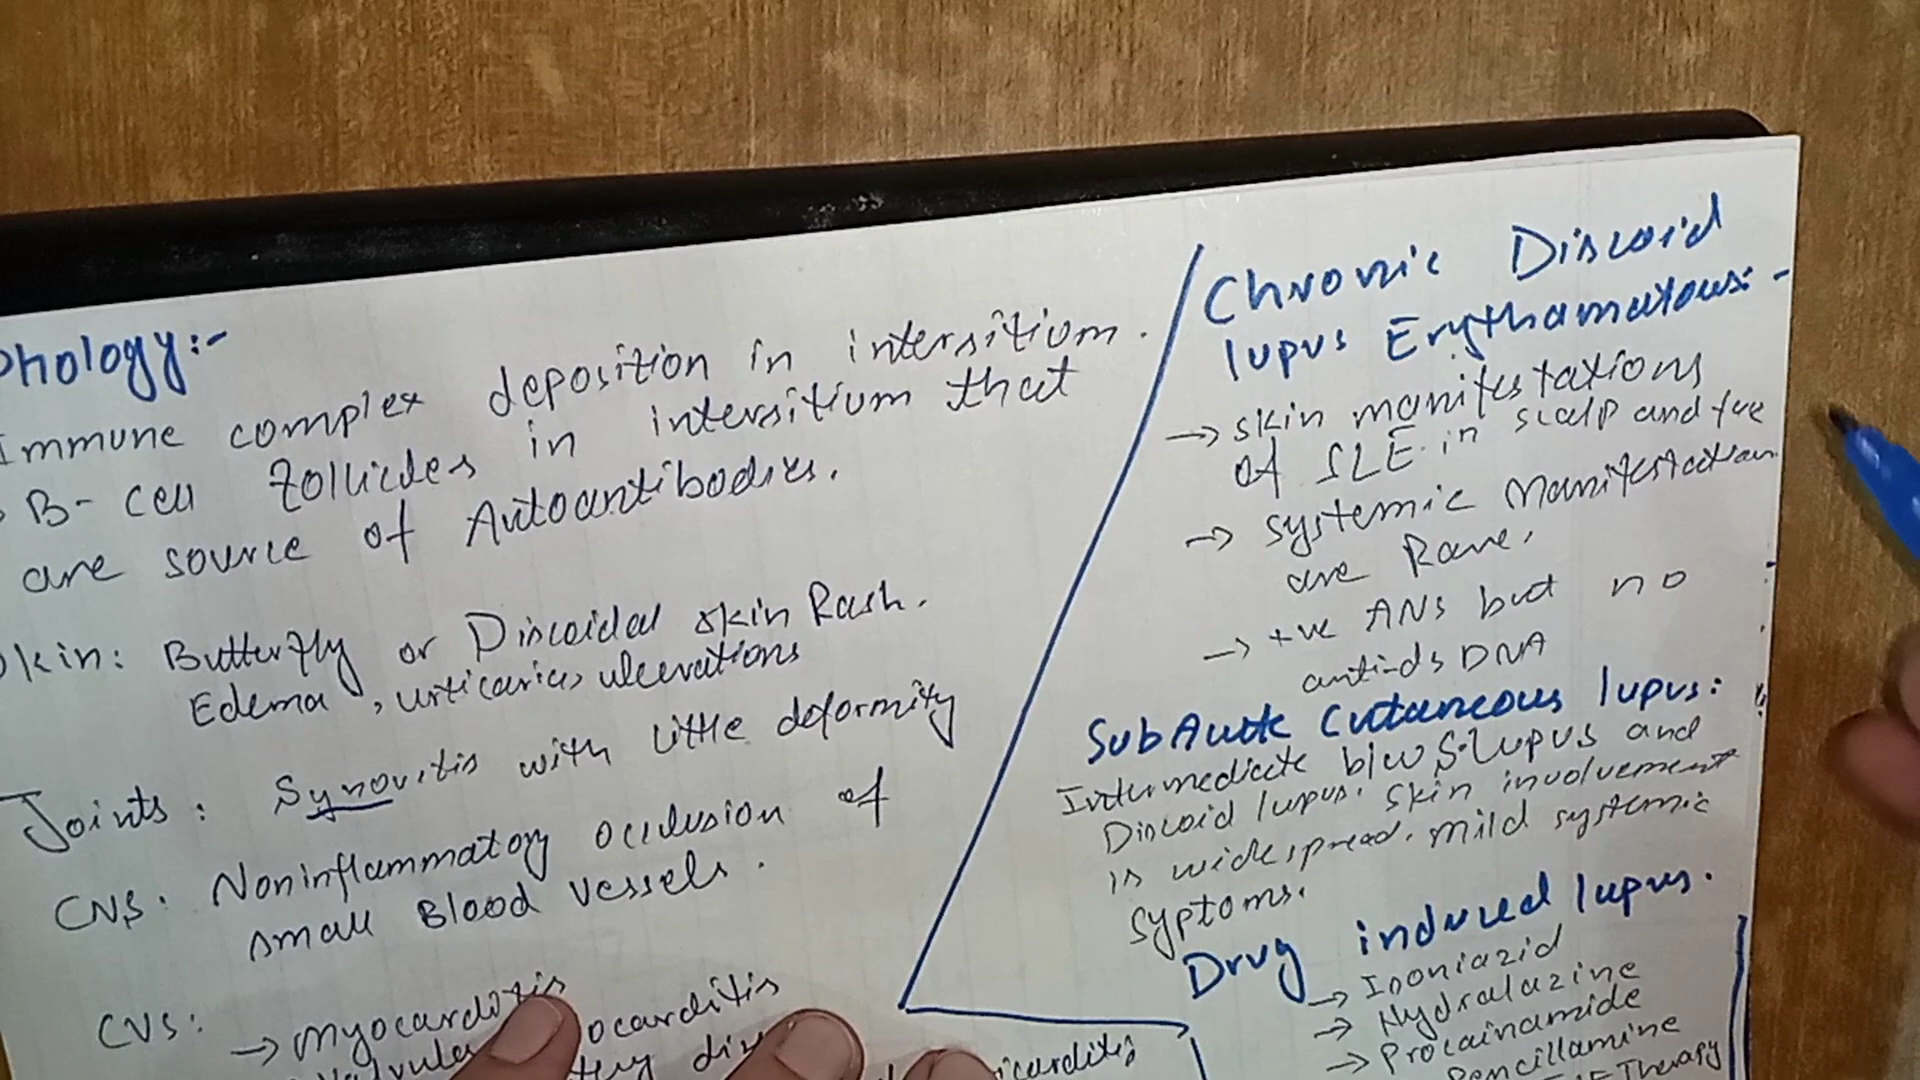 phology:-
Immune complex deposition in intersitium.
B-cell follicles in intersitium that
are source of Autoantibodies.
skin: Butterfly or Discoidal skin Rash.
Edema, urticaria, ulcerations
Joints: Synovitis with little deformity
CNS: Noninflammatory occlusion of
small Blood vessels.
CVS: → myocarditis ocarditis
icarditis
Chronic Discoid
lupus Erythamatous:-
→ skin manifestations
of SLE in scalp and
→ systemic manifestation
are Rare.
→ +ve ANS but no
anti-ds DNA
SubAcute Cutaneous lupus:
Intermediate b/w S.Lupus and
Discoid lupus. skin involvement
is widespread. mild systemic
syptoms.
Drug induced lupus.
→ Isoniazid
→ Hydralazine
→ Procainamide
Pencillamine
Therapy